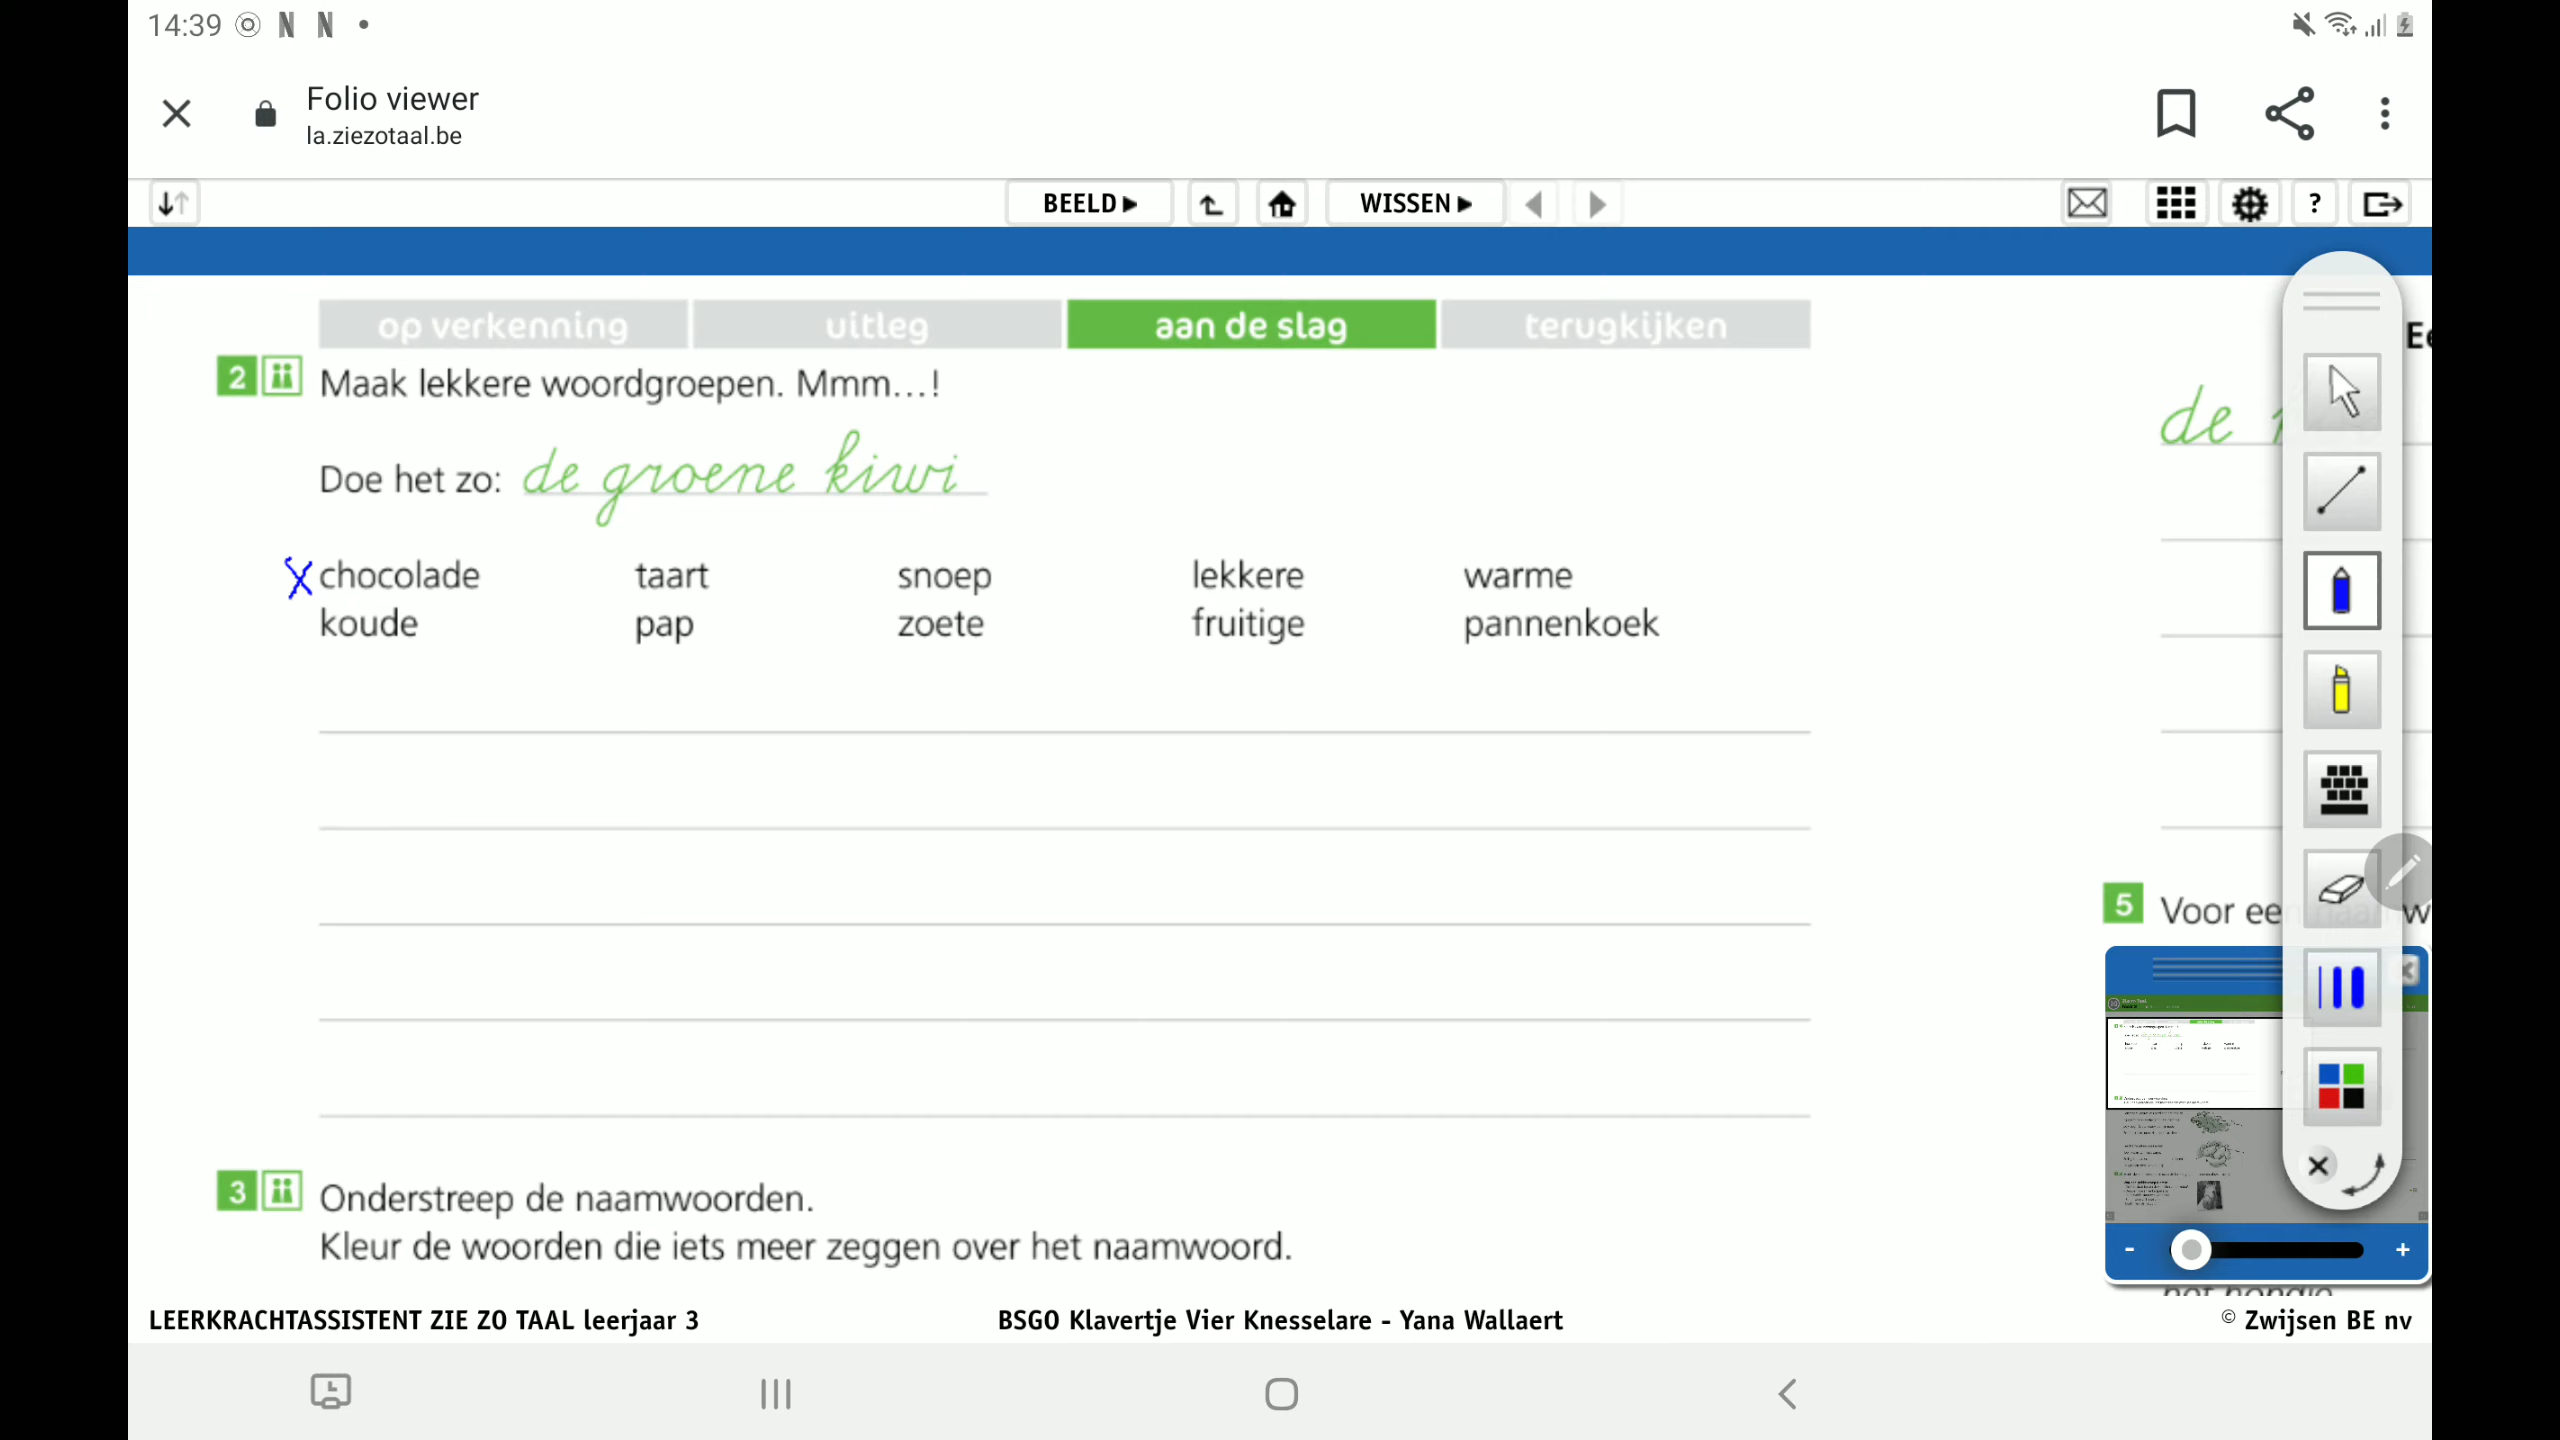 14:39
Folio viewer
la.ziezotaal.be
BEELD WISSEN ?
op verkenning uitleg aan de slag terugkijken
2 Maak lekkere woordgroepen. Mmm...!
Doe het zo: de groene kiwi
X chocolade taart snoep lekkere warme
koude pap zoete fruitige pannenkoek
3 Onderstreep de naamwoorden.
Kleur de woorden die iets meer zeggen over het naamwoord.
de
5 Voor een
- +
LEERKRACHTASSISTENT ZIE ZO TAAL leerjaar 3 BSGO Klavertje Vier Knesselare - Yana Wallaert © Zwijsen BE nv